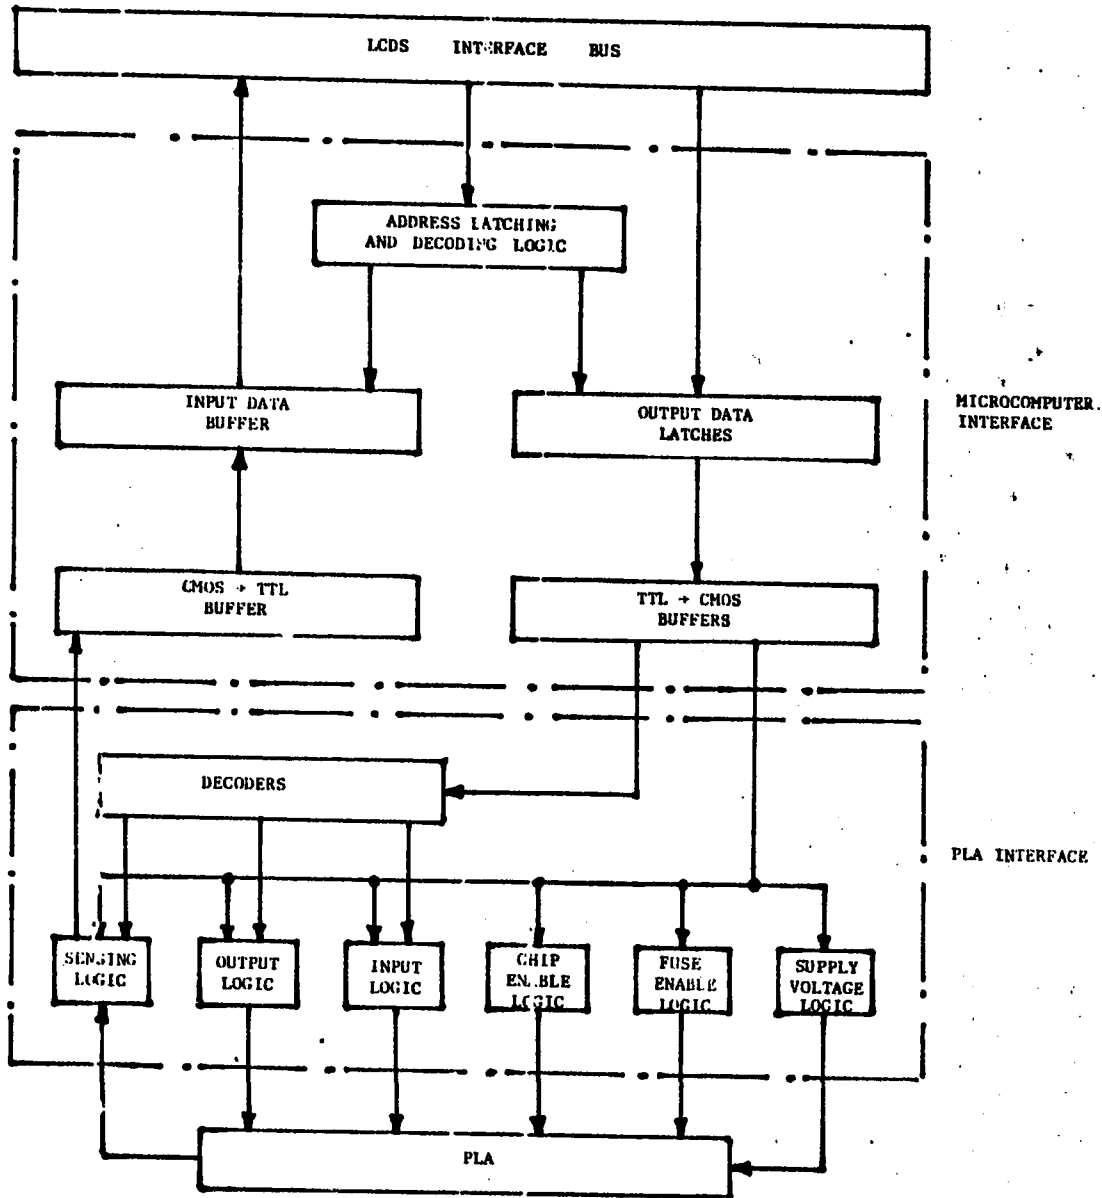 LCDS INTERFACE BUS
ADDRESS LATCHING
AND DECODING LOGIC
INPUT DATA
BUFFER
OUTPUT DATA
LATCHES
MICROCOMPUTER
INTERFACE
CMOS → TTL
BUFFER
TTL → CMOS
BUFFERS
DECODERS
PLA INTERFACE
SENSING
LOGIC
OUTPUT
LOGIC
INPUT
LOGIC
CHIP
ENABLE
LOGIC
FUSE
ENABLE
LOGIC
SUPPLY
VOLTAGE
LOGIC
PLA